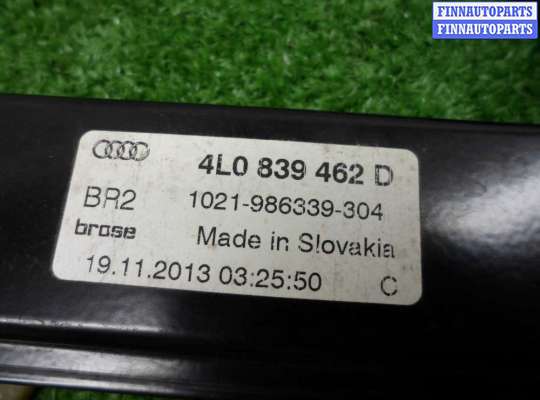 FINNAUTOPARTS
FINNAUTOPARTS
4L0 839 462 D
BR2 1021-986339-304
brose Made in Slovakia
19.11.2013 03:25:50 C